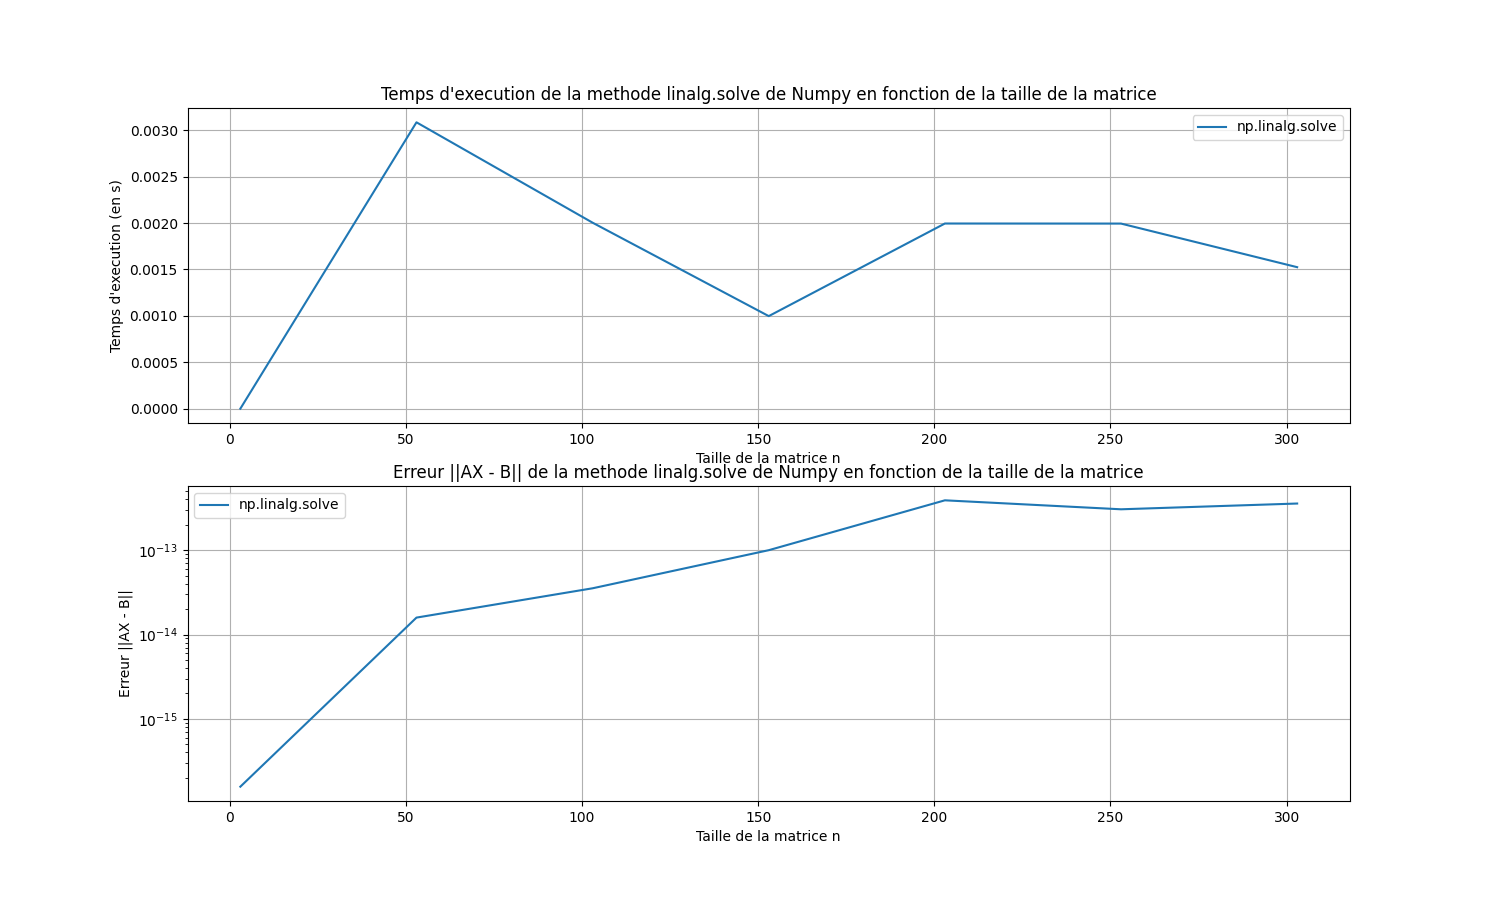 Temps d'execution de la methode linalg.solve de Numpy en fonction de la taille de la matrice
np.linalg.solve
Temps d'execution (en s)
0.0030
0.0025
0.0020
0.0015
0.0010
0.0005
0.0000
0 50 100 150 200 250 300
Taille de la matrice n
Erreur ||AX - B|| de la methode linalg.solve de Numpy en fonction de la taille de la matrice
np.linalg.solve
Erreur ||AX - B||
10⁻¹³
10⁻¹⁴
10⁻¹⁵
0 50 100 150 200 250 300
Taille de la matrice n